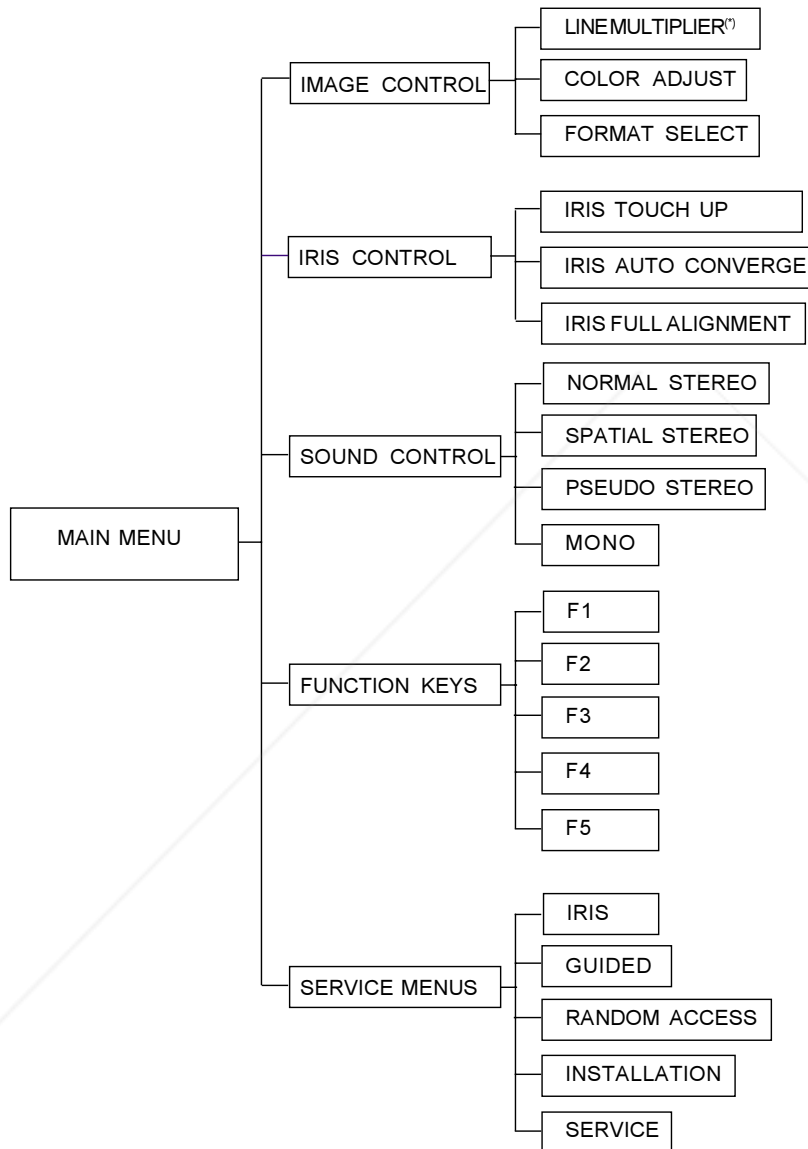 LINEMULTIPLIER(*)
IMAGE CONTROL
COLOR ADJUST
FORMAT SELECT
IRIS TOUCH UP
IRIS CONTROL
IRIS AUTO CONVERGE
IRIS FULL ALIGNMENT
NORMAL STEREO
SPATIAL STEREO
SOUND CONTROL
PSEUDO STEREO
MONO
MAIN MENU
F1
F2
FUNCTION KEYS
F3
F4
F5
IRIS
GUIDED
SERVICE MENUS
RANDOM ACCESS
INSTALLATION
SERVICE